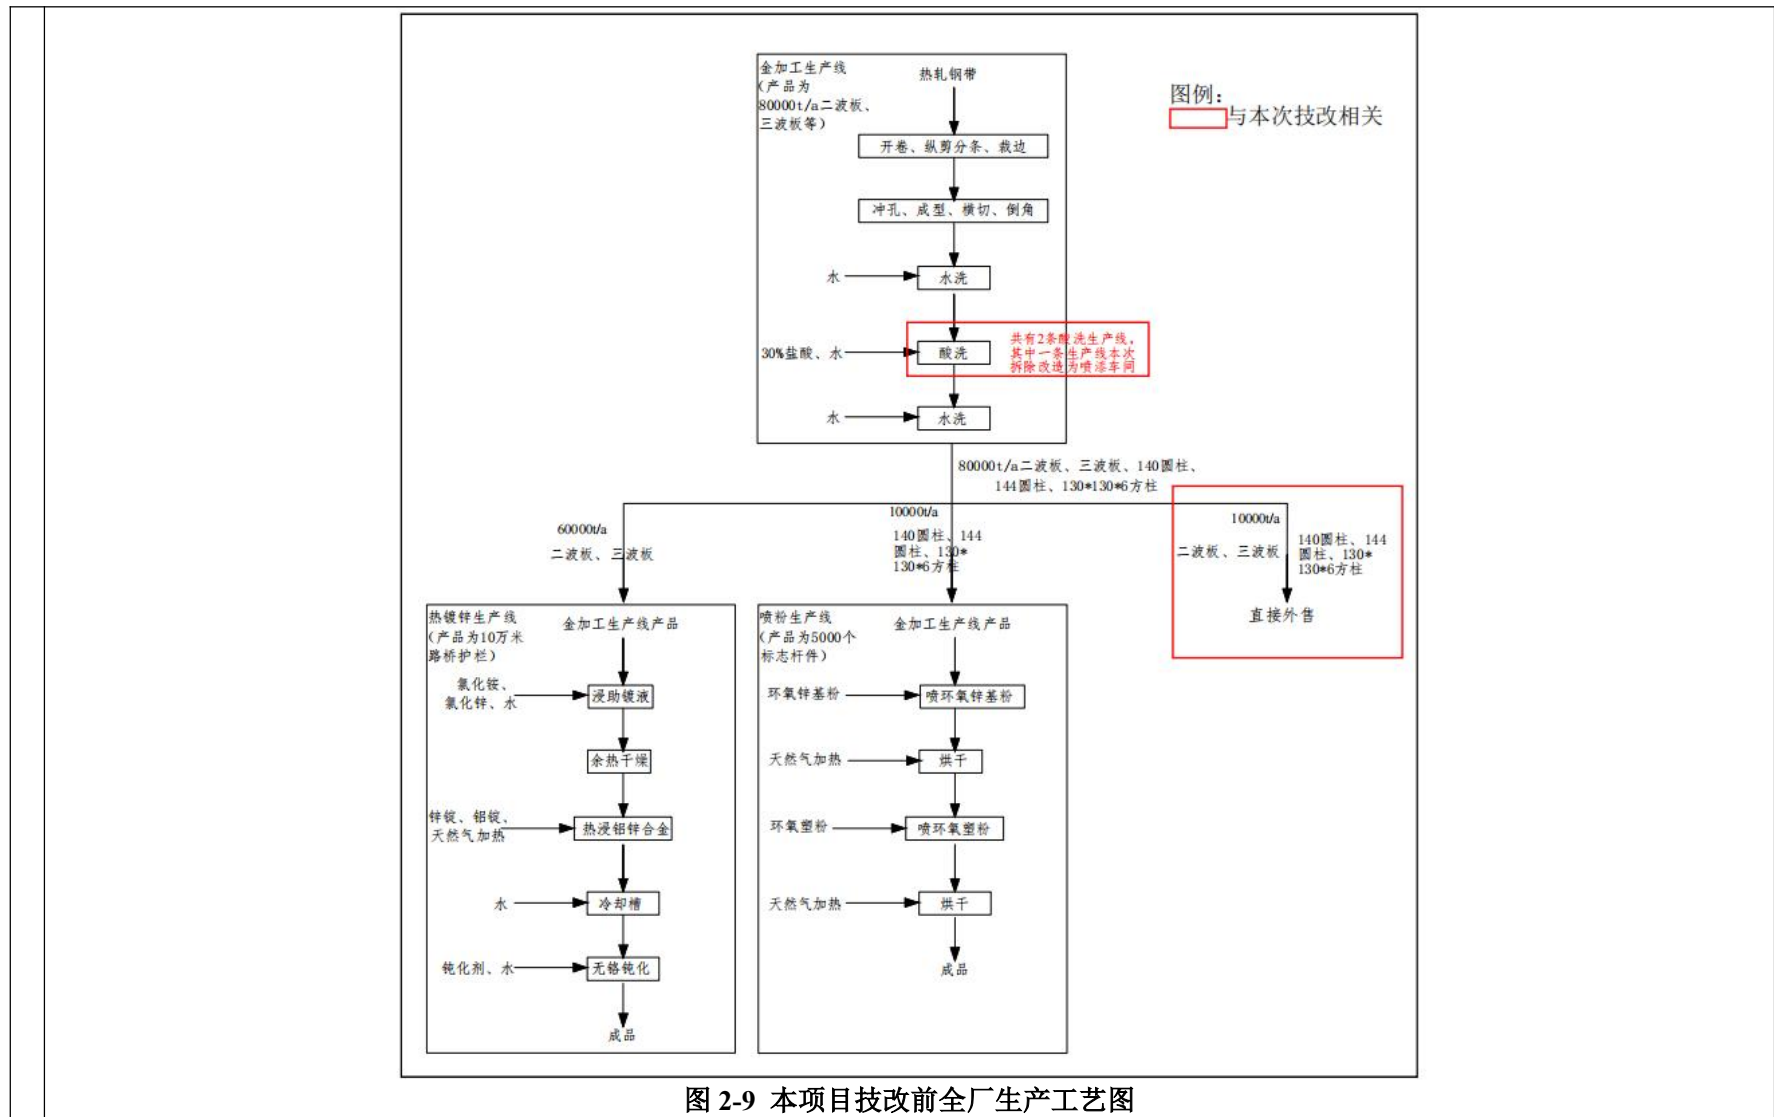 金加工生产线
（产品为
80000t/a二波板、
三波板等）
热轧钢带
图例：
与本次技改相关
开卷、纵剪分条、裁边
冲孔、成型、横切、倒角
水
水洗
30%盐酸、水
酸洗
共有2条酸洗生产线，
其中一条生产线本次
拆除改造为喷漆车间
水
水洗
80000t/a二波板、三波板、140圆柱、
144圆柱、130*130*6方柱
60000t/a
二波板、三波板
10000t/a
140圆柱、144
圆柱、130*
130*6方柱
10000t/a
二波板、三波板
140圆柱、144
圆柱、130*
130*6方柱
直接外售
热镀锌生产线
（产品为10万米
路桥护栏）
金加工生产线产品
氯化铵、
氯化锌、水
浸助镀液
余热干燥
锌锭、铝锭、
天然气加热
热浸铝锌合金
水
冷却槽
钝化剂、水
无铬钝化
成品
喷粉生产线
（产品为5000个
标志杆件）
金加工生产线产品
环氧锌基粉
喷环氧锌基粉
天然气加热
烘干
环氧塑粉
喷环氧塑粉
天然气加热
烘干
成品
图 2-9 本项目技改前全厂生产工艺图